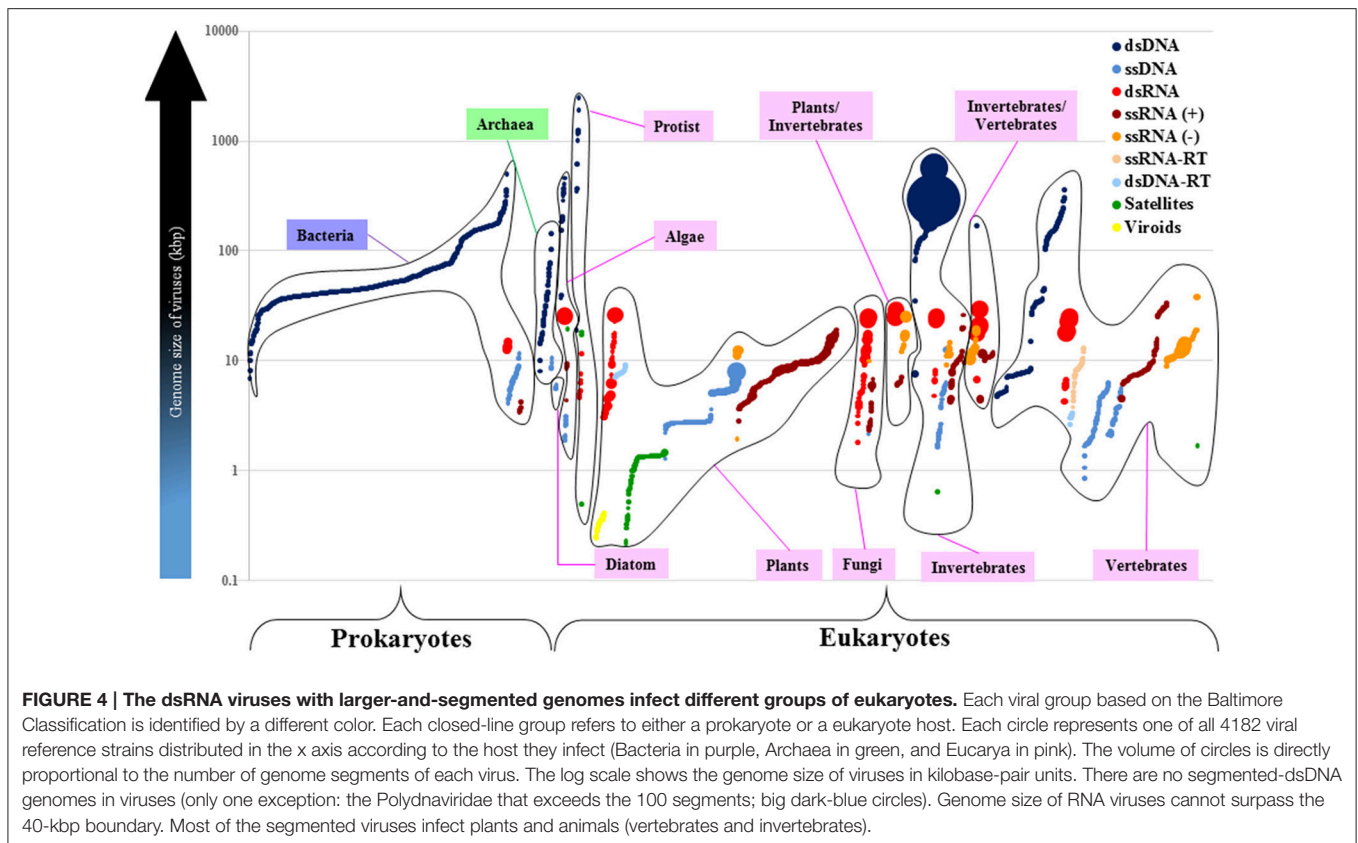 10000
1000
100
10
1
0.1
Genome size of viruses (kbp)
Bacteria
Archaea
Protist
Algae
Plants/
Invertebrates
Invertebrates/
Vertebrates
dsDNA
ssDNA
dsRNA
ssRNA (+)
ssRNA (-)
ssRNA-RT
dsDNA-RT
Satellites
Viroids
Diatom
Plants
Fungi
Invertebrates
Vertebrates
Prokaryotes
Eukaryotes
FIGURE 4 | The dsRNA viruses with larger-and-segmented genomes infect different groups of eukaryotes. Each viral group based on the Baltimore
Classification is identified by a different color. Each closed-line group refers to either a prokaryote or a eukaryote host. Each circle represents one of all 4182 viral
reference strains distributed in the x axis according to the host they infect (Bacteria in purple, Archaea in green, and Eucarya in pink). The volume of circles is directly
proportional to the number of genome segments of each virus. The log scale shows the genome size of viruses in kilobase-pair units. There are no segmented-dsDNA
genomes in viruses (only one exception: the Polydnaviridae that exceeds the 100 segments; big dark-blue circles). Genome size of RNA viruses cannot surpass the
40-kbp boundary. Most of the segmented viruses infect plants and animals (vertebrates and invertebrates).